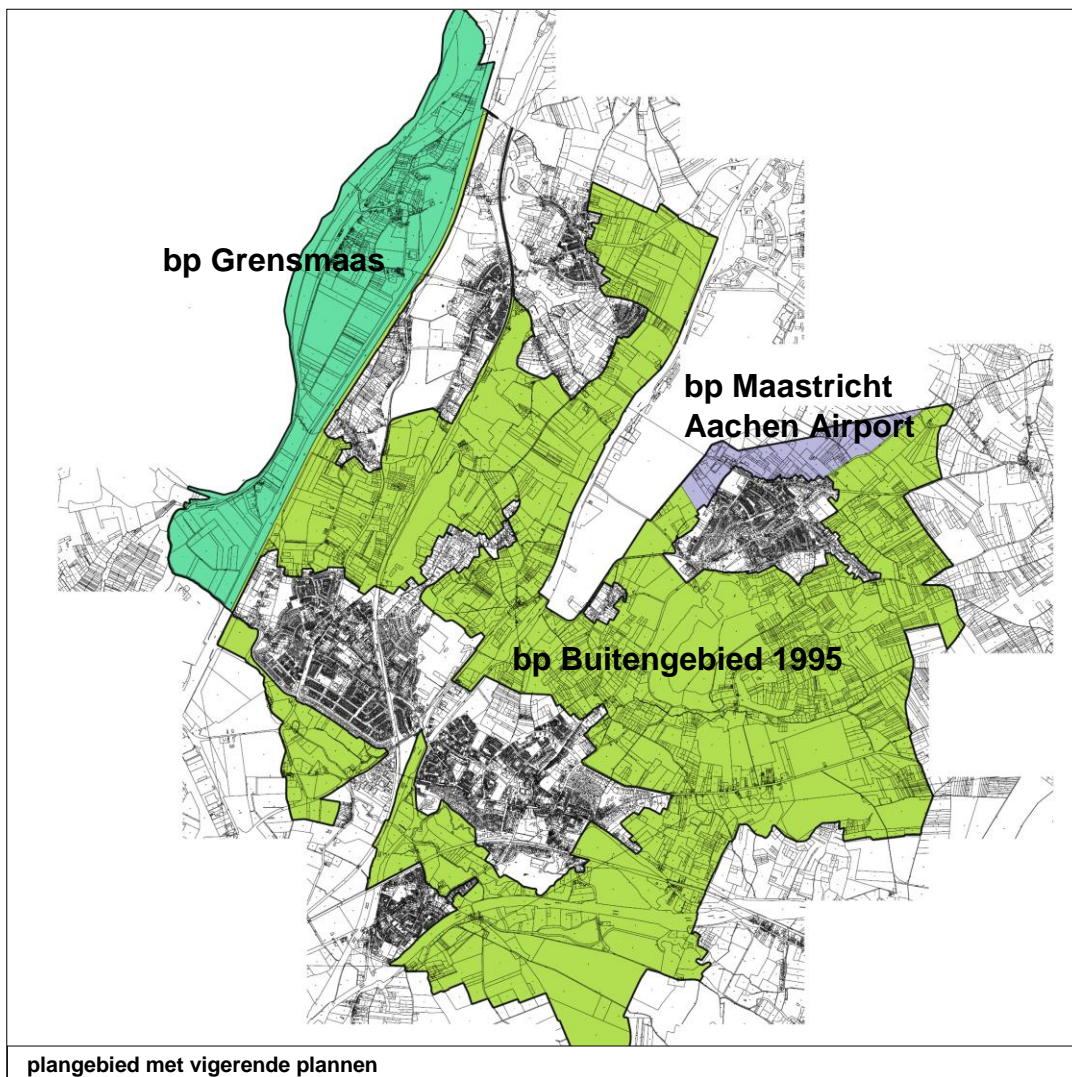 bp Grensmaas
bp Maastricht
Aachen Airport
bp Buitengebied 1995
plangebied met vigerende plannen